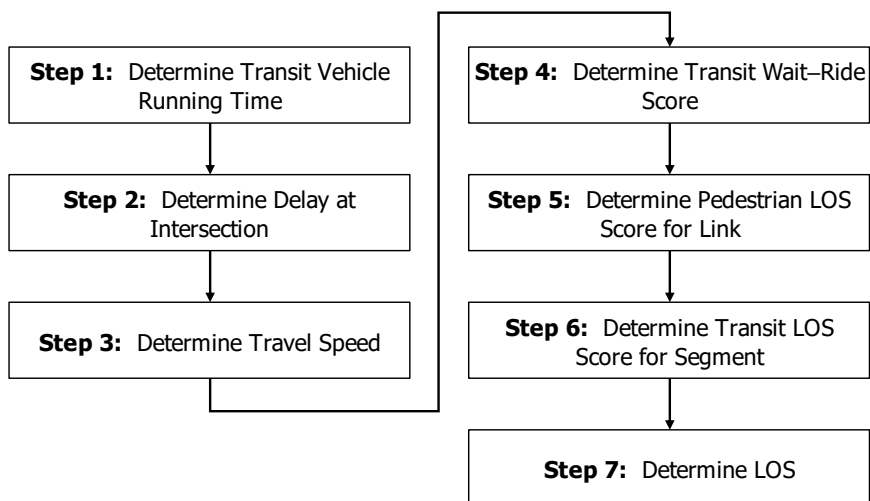 Step 1: Determine Transit Vehicle
Running Time
Step 2: Determine Delay at
Intersection
Step 3: Determine Travel Speed
Step 4: Determine Transit Wait–Ride
Score
Step 5: Determine Pedestrian LOS
Score for Link
Step 6: Determine Transit LOS
Score for Segment
Step 7: Determine LOS